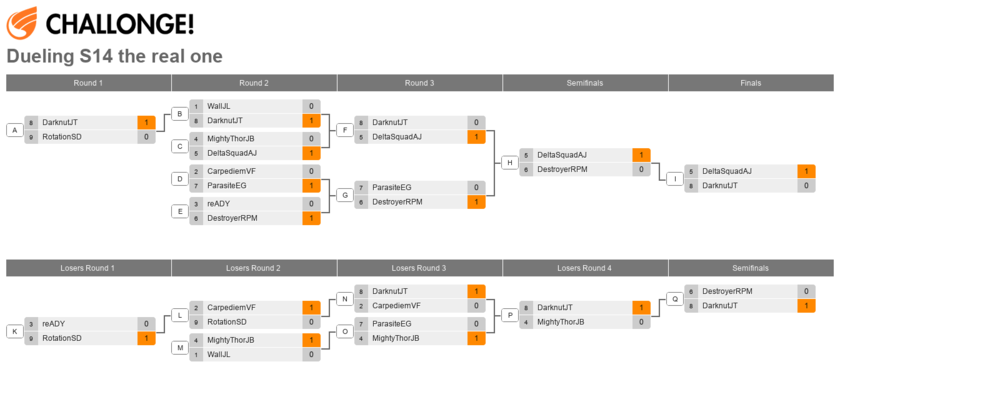 CHALLONGE!
Dueling S14 the real one
Round 1 Round 2 Round 3 Semifinals Finals
A
8 DarknutJT 1
9 RotationSD 0
B
1 WallJL 0
8 DarknutJT 1
C
4 MightyThorJB 0
5 DeltaSquadAJ 1
D
2 CarpediemVF 0
7 ParasiteEG 1
E
3 reADY 0
6 DestroyerRPM 1
F
8 DarknutJT 0
5 DeltaSquadAJ 1
G
7 ParasiteEG 0
6 DestroyerRPM 1
H
5 DeltaSquadAJ 1
6 DestroyerRPM 0
I
5 DeltaSquadAJ 1
8 DarknutJT 0
Losers Round 1 Losers Round 2 Losers Round 3 Losers Round 4 Semifinals
K
3 reADY 0
9 RotationSD 1
L
2 CarpediemVF 1
9 RotationSD 0
M
4 MightyThorJB 1
1 WallJL 0
N
8 DarknutJT 1
2 CarpediemVF 0
O
7 ParasiteEG 0
4 MightyThorJB 1
P
8 DarknutJT 1
4 MightyThorJB 0
Q
6 DestroyerRPM 0
8 DarknutJT 1